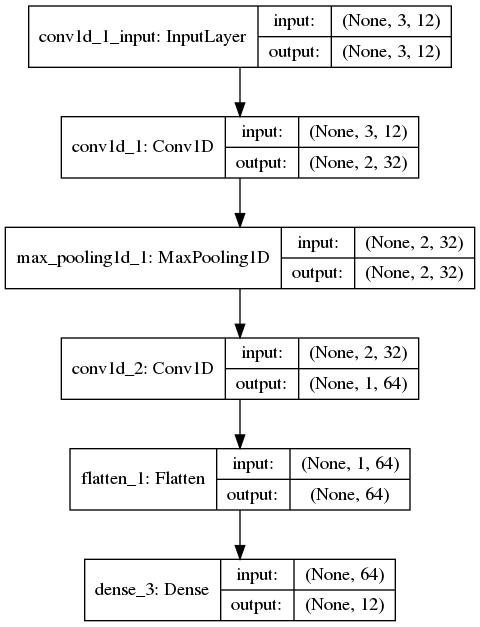 conv1d_1_input: InputLayer
input: (None, 3, 12)
output: (None, 3, 12)
conv1d_1: Conv1D
input: (None, 3, 12)
output: (None, 2, 32)
max_pooling1d_1: MaxPooling1D
input: (None, 2, 32)
output: (None, 2, 32)
conv1d_2: Conv1D
input: (None, 2, 32)
output: (None, 1, 64)
flatten_1: Flatten
input: (None, 1, 64)
output: (None, 64)
dense_3: Dense
input: (None, 64)
output: (None, 12)